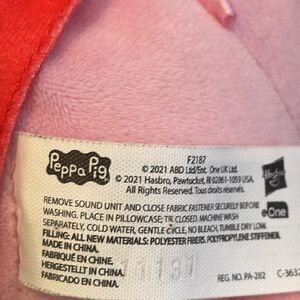 Peppa Pig
F2187
© 2021 ABD Ltd/Ent. One UK Ltd.
© 2021 Hasbro, Pawtucket, RI 02861-1059 USA.
All Rights Reserved. Tous droits réservés.
Hasbro
REMOVE SOUND UNIT AND CLOSE FABRIC FASTENER SECURELY BEFORE
WASHING. PLACE IN PILLOWCASE; TIE CLOSED. MACHINE WASH
SEPARATELY, COLD WATER, GENTLE CYCLE, NO BLEACH, TUMBLE DRY LOW.
eOne
FILLING: ALL NEW MATERIALS: POLYESTER FIBERS. POLYPROPYLENE STIFFENER.
MADE IN CHINA.
FABRIQUÉ EN CHINE.
HERGESTELLT IN CHINA.
FABRICADO EN CHINA.
REG. NO. PA-282